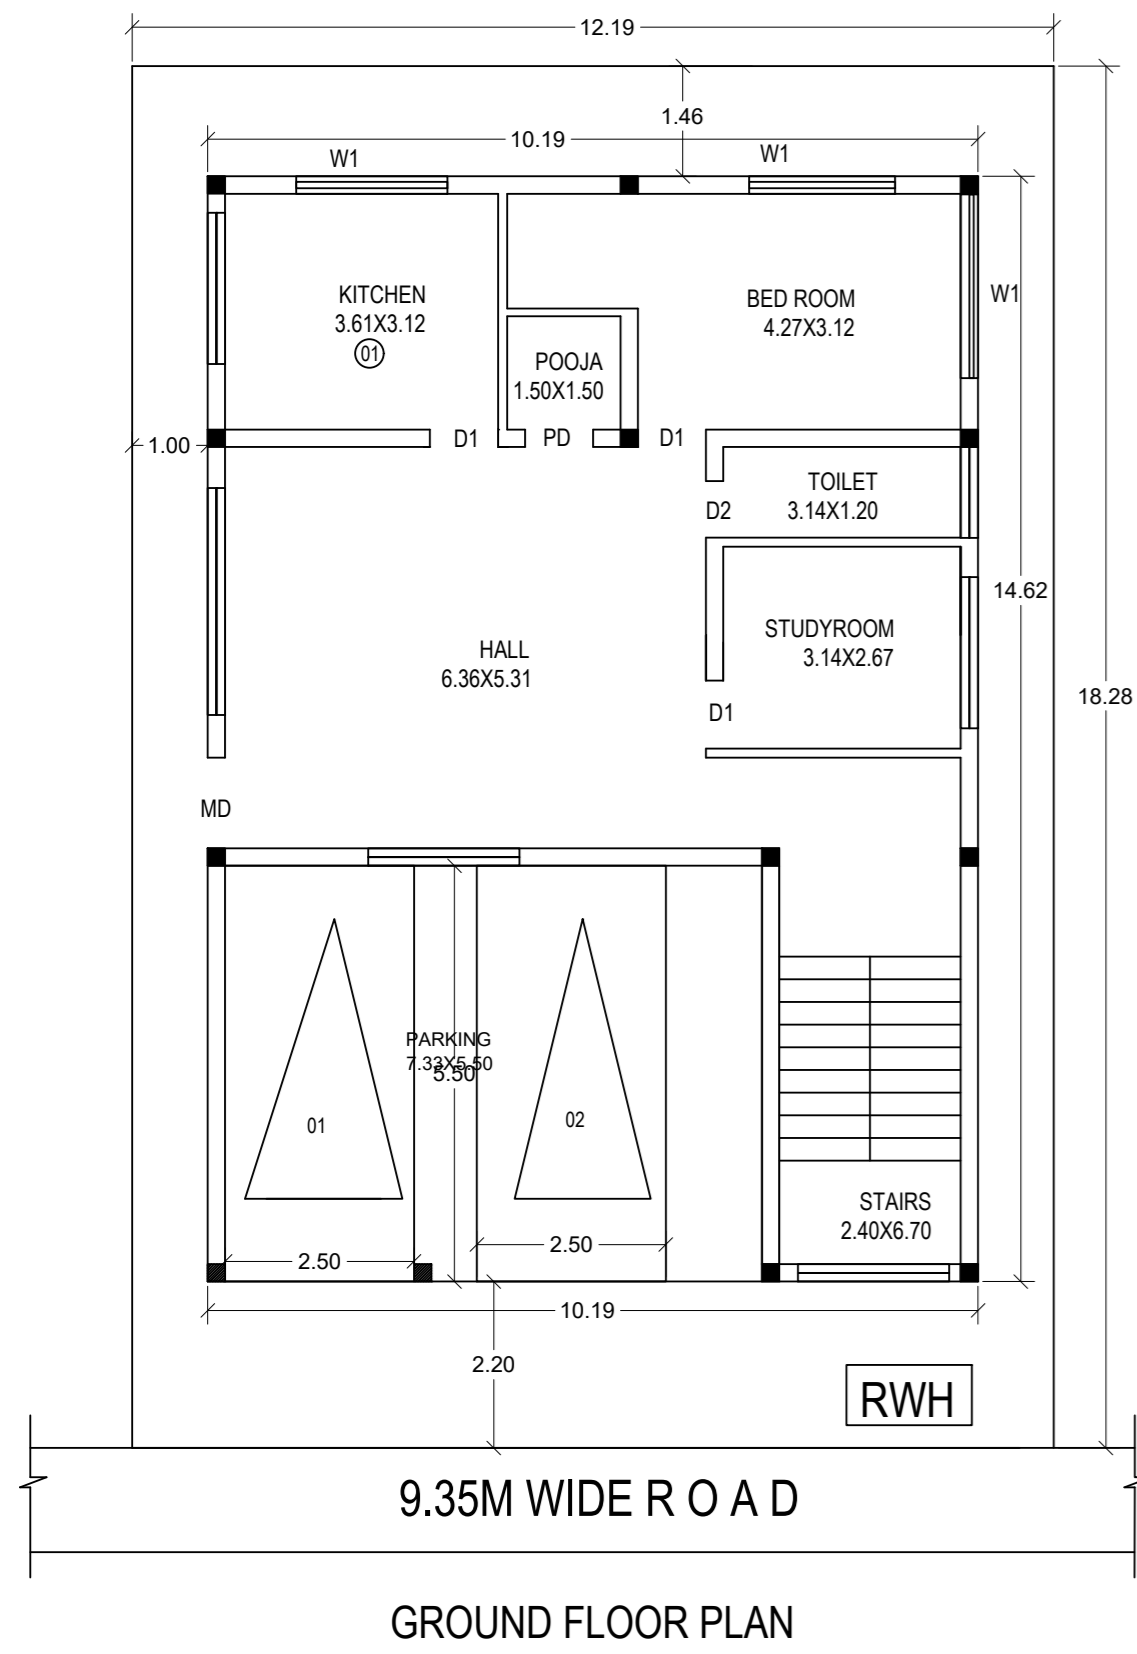 12.19
1.46
10.19
W1
W1
KITCHEN
3.61X3.12
01
BED ROOM
4.27X3.12
W1
POOJA
1.50X1.50
1.00
D1
PD
D1
TOILET
3.14X1.20
D2
14.62
STUDYROOM
3.14X2.67
HALL
6.36X5.31
18.28
D1
MD
PARKING
7.33X5.50
5.50
01
02
STAIRS
2.40X6.70
2.50
2.50
10.19
2.20
RWH
9.35M WIDE R O A D
GROUND FLOOR PLAN